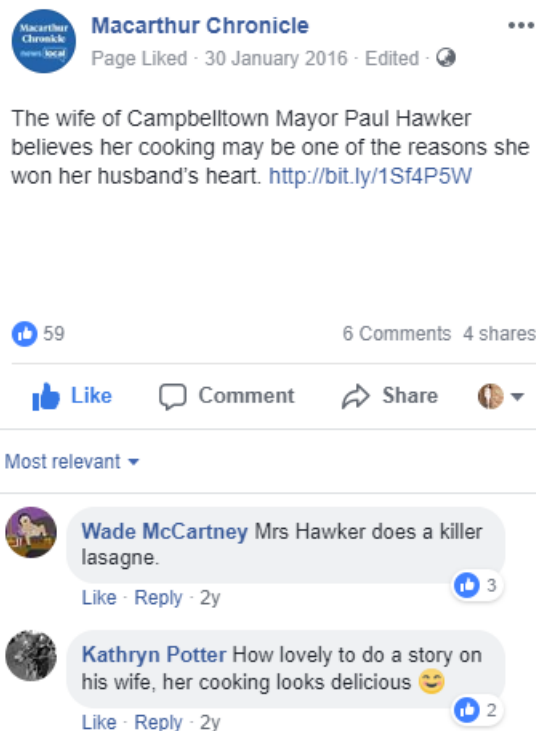 Macarthur
Chronicle
news local
Macarthur Chronicle
Page Liked · 30 January 2016 · Edited ·
The wife of Campbelltown Mayor Paul Hawker
believes her cooking may be one of the reasons she
won her husband's heart. http://bit.ly/1Sf4P5W
59
6 Comments 4 shares
Like Comment Share
Most relevant
Wade McCartney Mrs Hawker does a killer
lasagne.
3
Like · Reply · 2y
Kathryn Potter How lovely to do a story on
his wife, her cooking looks delicious 😊
2
Like · Reply · 2y